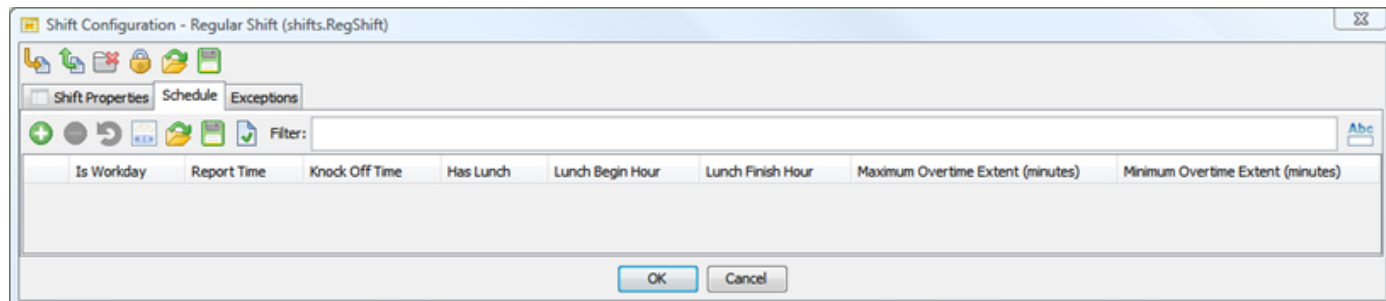 Shift Configuration - Regular Shift (shifts.RegShift)
Shift Properties Schedule Exceptions
Filter: Abc
Is Workday Report Time Knock Off Time Has Lunch Lunch Begin Hour Lunch Finish Hour Maximum Overtime Extent (minutes) Minimum Overtime Extent (minutes)
OK Cancel